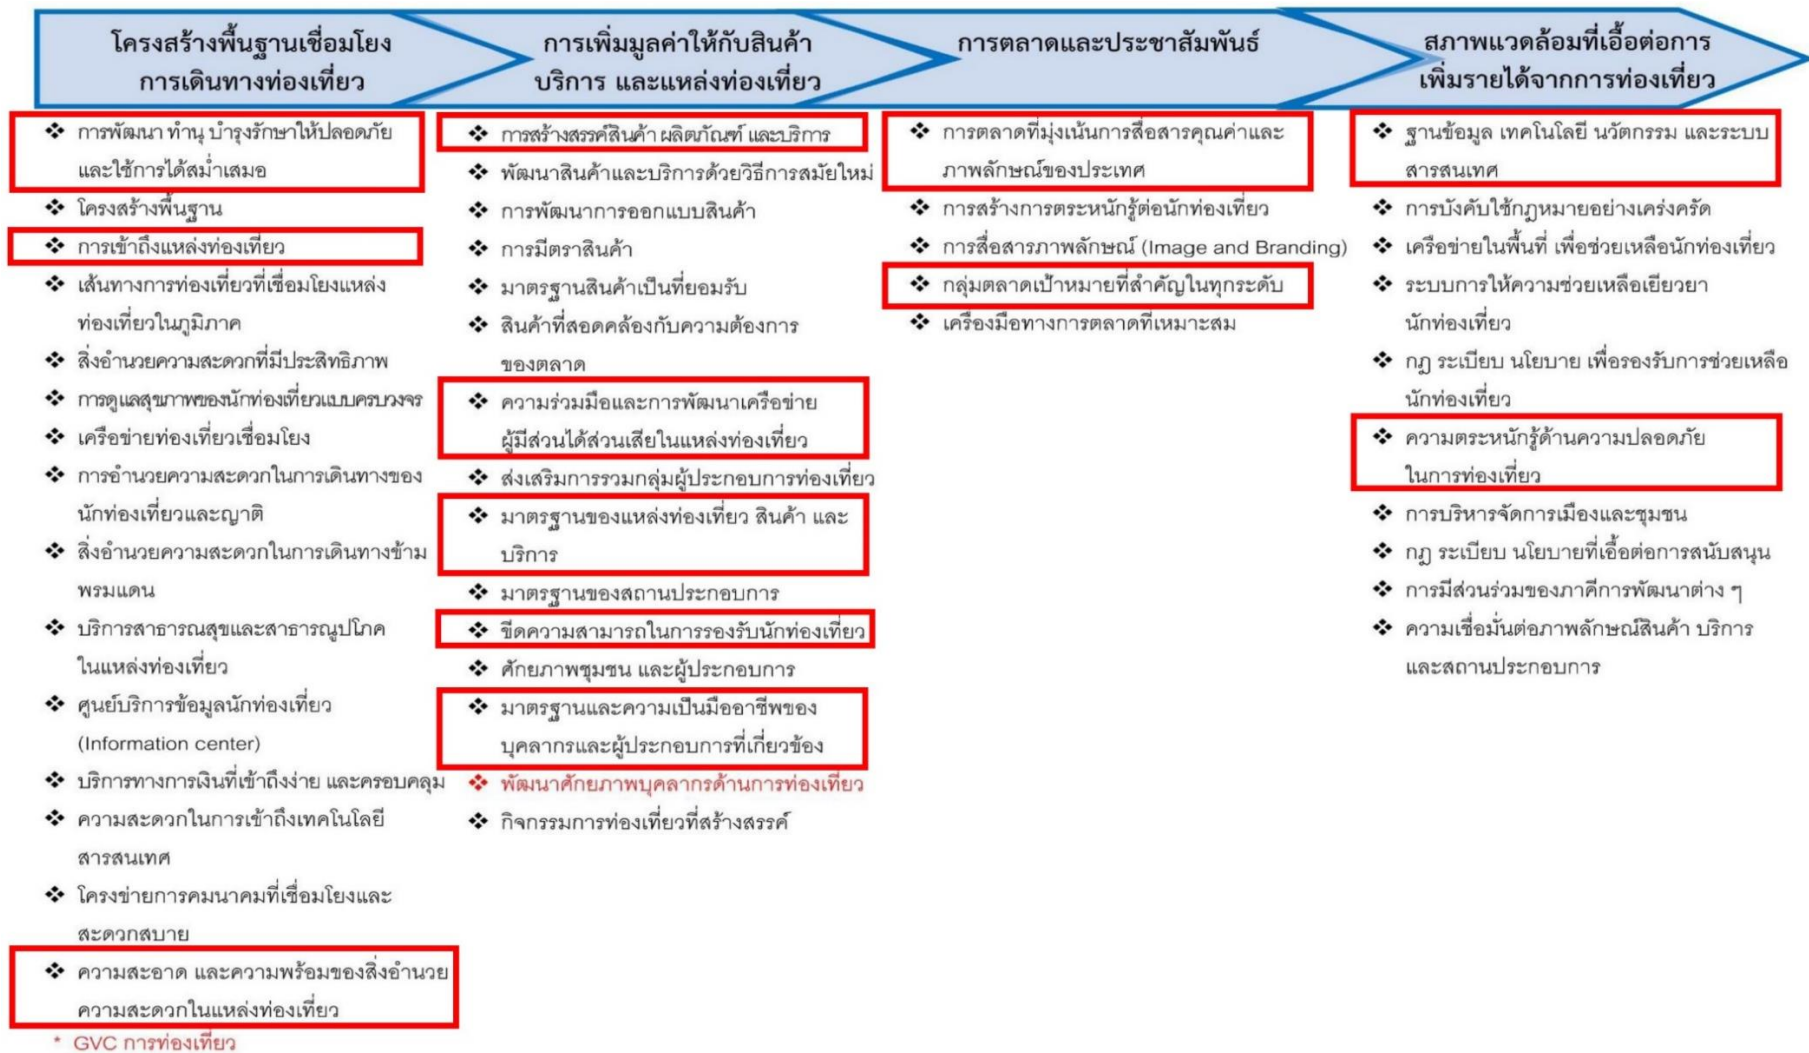 โครงสร้างพื้นฐานเชื่อมโยง
การเดินทางท่องเที่ยว
การเพิ่มมูลค่าให้กับสินค้า
บริการ และแหล่งท่องเที่ยว
การตลาดและประชาสัมพันธ์
สภาพแวดล้อมที่เอื้อต่อการ
เพิ่มรายได้จากการท่องเที่ยว
❖ การพัฒนา ทำนุ บำรุงรักษาให้ปลอดภัย
และใช้การได้สม่ำเสมอ
❖ โครงสร้างพื้นฐาน
❖ การเข้าถึงแหล่งท่องเที่ยว
❖ เส้นทางการท่องเที่ยวที่เชื่อมโยงแหล่ง
ท่องเที่ยวในภูมิภาค
❖ สิ่งอำนวยความสะดวกที่มีประสิทธิภาพ
❖ การดูแลสุขภาพของนักท่องเที่ยวแบบครบวงจร
❖ เครือข่ายท่องเที่ยวเชื่อมโยง
❖ การอำนวยความสะดวกในการเดินทางของ
นักท่องเที่ยวและญาติ
❖ สิ่งอำนวยความสะดวกในการเดินทางข้าม
พรมแดน
❖ บริการสาธารณสุขและสาธารณูปโภค
ในแหล่งท่องเที่ยว
❖ ศูนย์บริการข้อมูลนักท่องเที่ยว
(Information center)
❖ บริการทางการเงินที่เข้าถึงง่าย และครอบคลุม
❖ ความสะดวกในการเข้าถึงเทคโนโลยี
สารสนเทศ
❖ โครงข่ายการคมนาคมที่เชื่อมโยงและ
สะดวกสบาย
❖ ความสะอาด และความพร้อมของสิ่งอำนวย
ความสะดวกในแหล่งท่องเที่ยว
* GVC การท่องเที่ยว
❖ การสร้างสรรค์สินค้า ผลิตภัณฑ์ และบริการ
❖ พัฒนาสินค้าและบริการด้วยวิธีการสมัยใหม่
❖ การพัฒนาการออกแบบสินค้า
❖ การมีตราสินค้า
❖ มาตรฐานสินค้าเป็นที่ยอมรับ
❖ สินค้าที่สอดคล้องกับความต้องการ
ของตลาด
❖ ความร่วมมือและการพัฒนาเครือข่าย
ผู้มีส่วนได้ส่วนเสียในแหล่งท่องเที่ยว
❖ ส่งเสริมการรวมกลุ่มผู้ประกอบการท่องเที่ยว
❖ มาตรฐานของแหล่งท่องเที่ยว สินค้า และ
บริการ
❖ มาตรฐานของสถานประกอบการ
❖ ขีดความสามารถในการรองรับนักท่องเที่ยว
❖ ศักยภาพชุมชน และผู้ประกอบการ
❖ มาตรฐานและความเป็นมืออาชีพของ
บุคลากรและผู้ประกอบการที่เกี่ยวข้อง
❖ พัฒนาศักยภาพบุคลากรด้านการท่องเที่ยว
❖ กิจกรรมการท่องเที่ยวที่สร้างสรรค์
❖ การตลาดที่มุ่งเน้นการสื่อสารคุณค่าและ
ภาพลักษณ์ของประเทศ
❖ การสร้างการตระหนักรู้ต่อนักท่องเที่ยว
❖ การสื่อสารภาพลักษณ์ (Image and Branding)
❖ กลุ่มตลาดเป้าหมายที่สำคัญในทุกระดับ
❖ เครื่องมือทางการตลาดที่เหมาะสม
❖ ฐานข้อมูล เทคโนโลยี นวัตกรรม และระบบ
สารสนเทศ
❖ การบังคับใช้กฎหมายอย่างเคร่งครัด
❖ เครือข่ายในพื้นที่ เพื่อช่วยเหลือนักท่องเที่ยว
❖ ระบบการให้ความช่วยเหลือเยียวยา
นักท่องเที่ยว
❖ กฎ ระเบียบ นโยบาย เพื่อรองรับการช่วยเหลือ
นักท่องเที่ยว
❖ ความตระหนักรู้ด้านความปลอดภัย
ในการท่องเที่ยว
❖ การบริหารจัดการเมืองและชุมชน
❖ กฎ ระเบียบ นโยบายที่เอื้อต่อการสนับสนุน
❖ การมีส่วนร่วมของภาคีการพัฒนาต่าง ๆ
❖ ความเชื่อมั่นต่อภาพลักษณ์สินค้า บริการ
และสถานประกอบการ